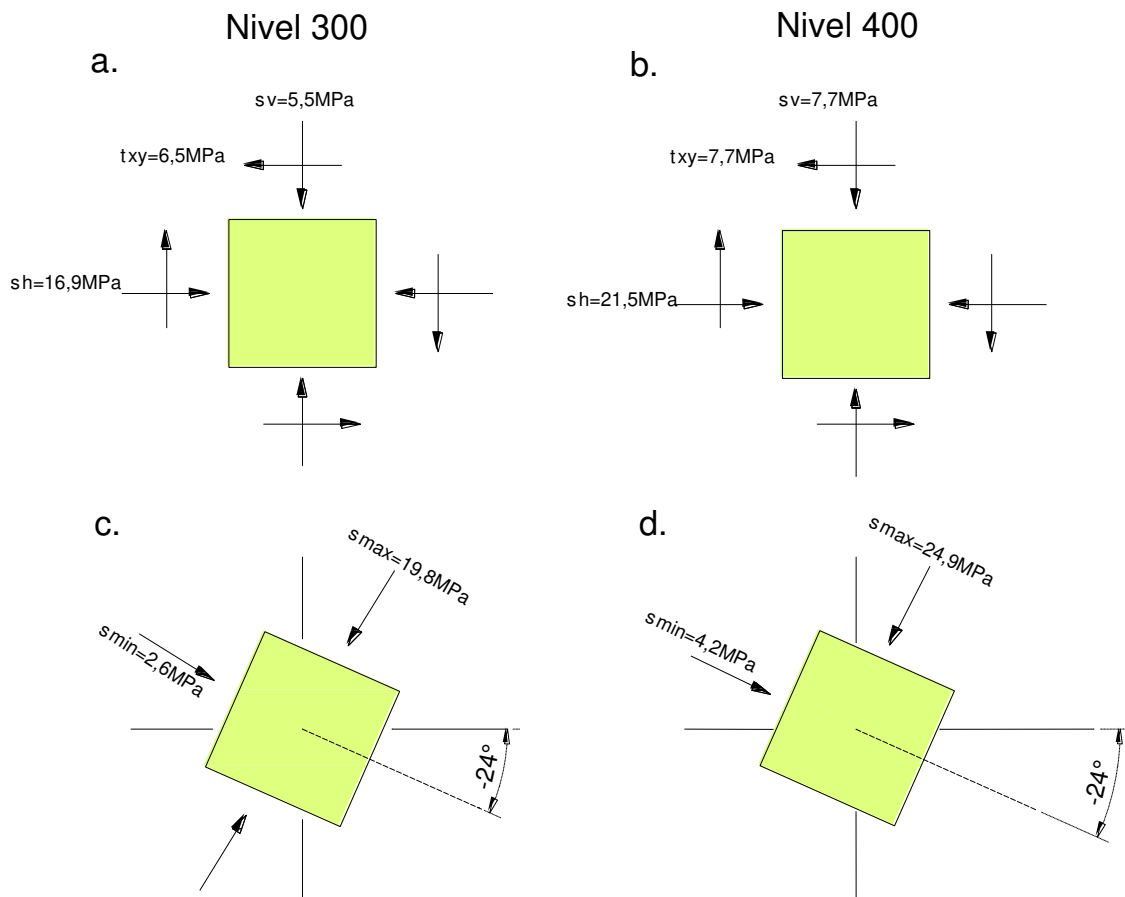 Nivel 300
Nivel 400
a.
b.
sv=5,5MPa
sv=7,7MPa
txy=6,5MPa
txy=7,7MPa
sh=16,9MPa
sh=21,5MPa
c.
d.
smax=19,8MPa
smax=24,9MPa
smin=2,6MPa
smin=4,2MPa
-24°
-24°